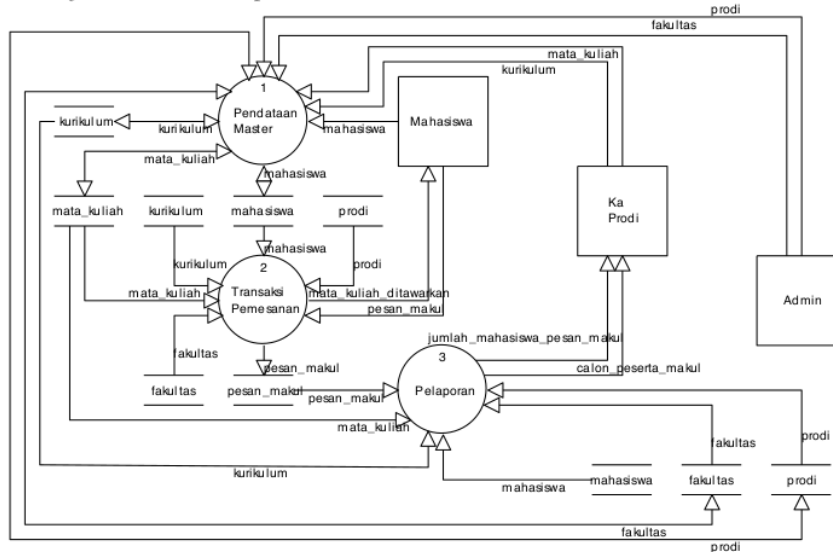 prodi
fakultas
mata_kuliah
kurikulum
1
Pendataan
Master
Mahasiswa
kurikulum
kurikulum
mahasiswa
mata_kuliah
mahasiswa
Ka
Prodi
mata_kuliah
kurikulum
mahasiswa
prodi
mahasiswa
kurikulum
prodi
2
Transaksi
Pemesanan
mata_kuliah
mata_kuliah_ditawarkan
pesan_makul
Admin
jumlah_mahasiswa_pesan_makul
fakultas
3
pesan_makul
calon_peserta_makul
fakultas
pesan_makul
Pelaporan
pesan_makul
mata_kuliah
prodi
fakultas
kurikulum
mahasiswa
mahasiswa
fakultas
prodi
fakultas
prodi